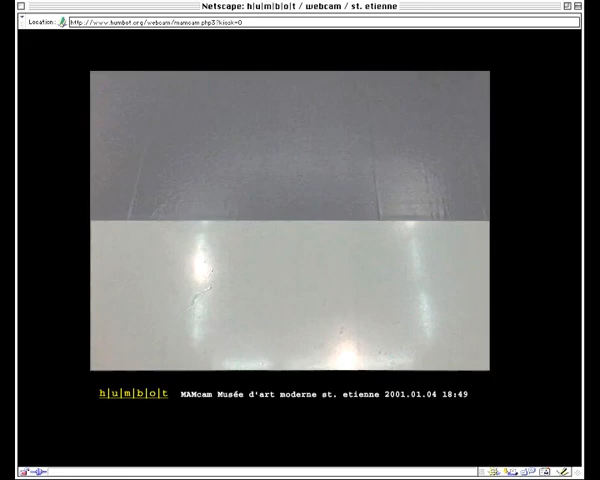 Netscape: h|u|m|b|o|t / webcam / st. etienne
Location: http://www.humbot.org/webcam/mamcam.php3?kiosk=0
h|u|m|b|o|t MAMcam Musée d'art moderne st. etienne 2001.01.04 18:49